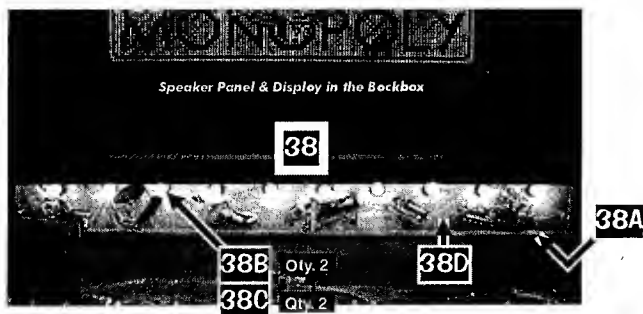 MONOPOLY
Speaker Panel & Display in the Backbox
38
38A
38B Qty. 2
38D
38C Qty. 2